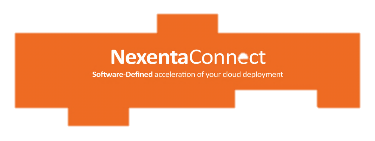 NexentaConnect
Software-Defined acceleration of your cloud deployment